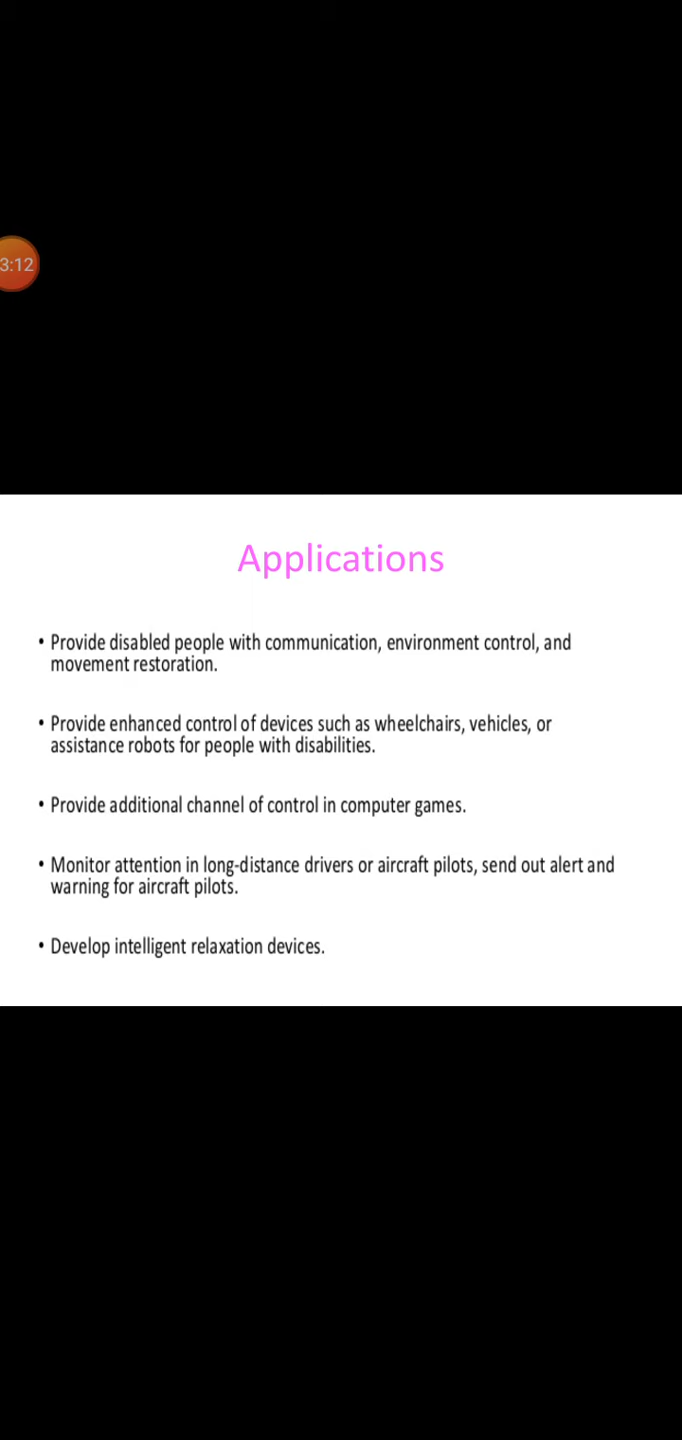 3:12
Applications
• Provide disabled people with communication, environment control, and
movement restoration.
• Provide enhanced control of devices such as wheelchairs, vehicles, or
assistance robots for people with disabilities.
• Provide additional channel of control in computer games.
• Monitor attention in long-distance drivers or aircraft pilots, send out alert and
warning for aircraft pilots.
• Develop intelligent relaxation devices.